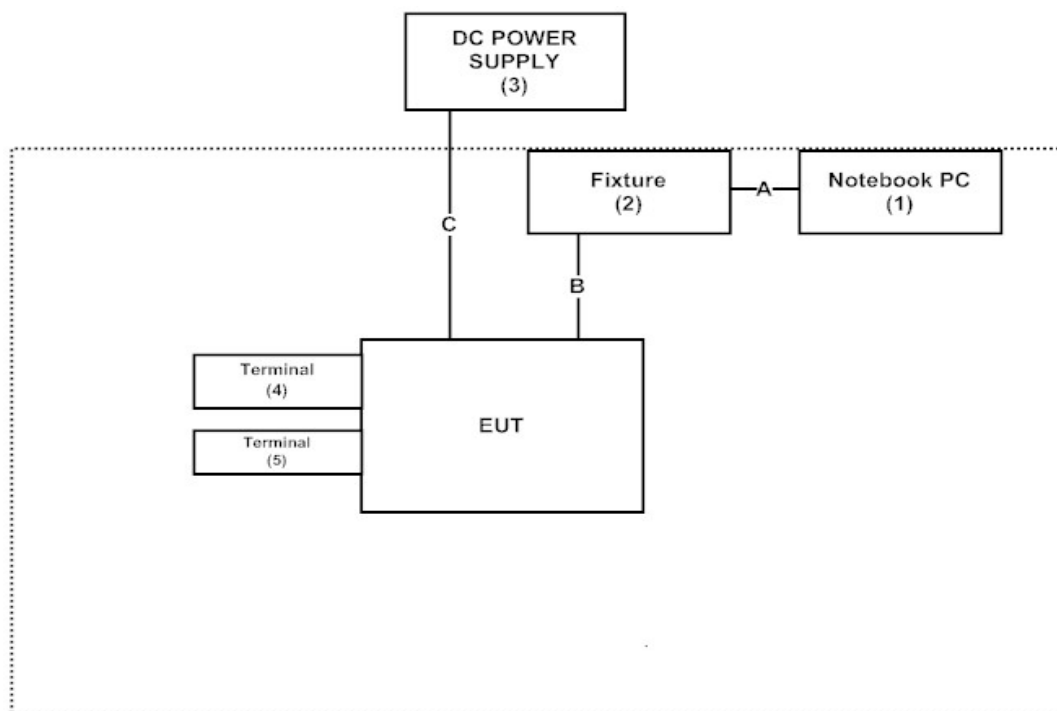 DC POWER
SUPPLY
(3)
Fixture
(2)
A
Notebook PC
(1)
C
B
Terminal
(4)
EUT
Terminal
(5)